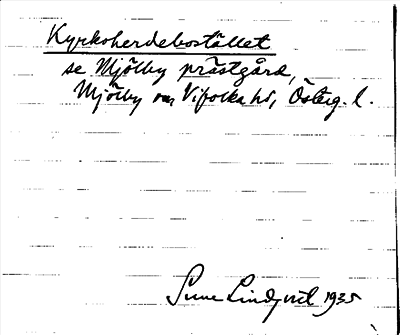 Kyrkoherdebostället
se Mjölby prästgård,
Mjölby sn Vifolka hd, Österg. l.
Sune Lindqvist 1935